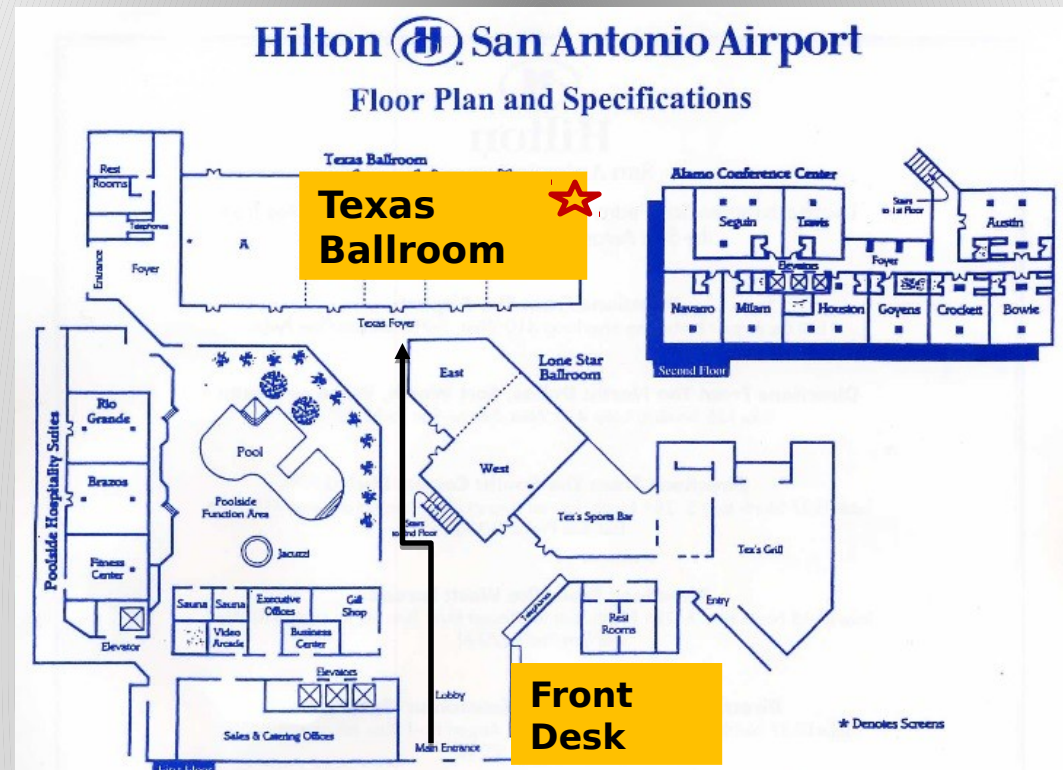 Hilton San Antonio Airport
Floor Plan and Specifications
Texas Ballroom
Texas
Ballroom
Rest
Rooms
Telephones
A
Entrance
Foyer
Texas Foyer
Alamo Conference Center
Stairs
to 1st Floor
Seguin
Travis
Austin
Foyer
Elevators
Navarro
Milam
Houston
Goyens
Crockett
Bowie
Second Floor
East
Lone Star
Ballroom
West
Tex's Sports Bar
Tex's Grill
Stairs
to 2nd Floor
Poolside Hospitality Suites
Rio
Grande
Brazos
Fitness
Center
Elevator
Pool
Poolside
Function Area
Jacuzzi
Sauna
Sauna
Executive
Offices
Gift
Shop
Video
Arcade
Business
Center
Elevators
Telephones
Rest
Rooms
Entry
Lobby
Front
Desk
Sales & Catering Offices
Main Entrance
* Denotes Screens